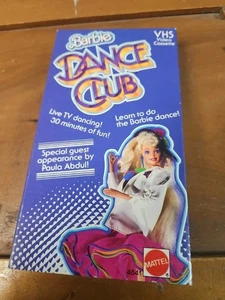 Barbie
VHS
Video
Cassette
DANCE
CLUB
Live TV dancing!
30 minutes of fun!
Learn to do
the Barbie dance!
Special guest
appearance by
Paula Abdul!
MATTEL